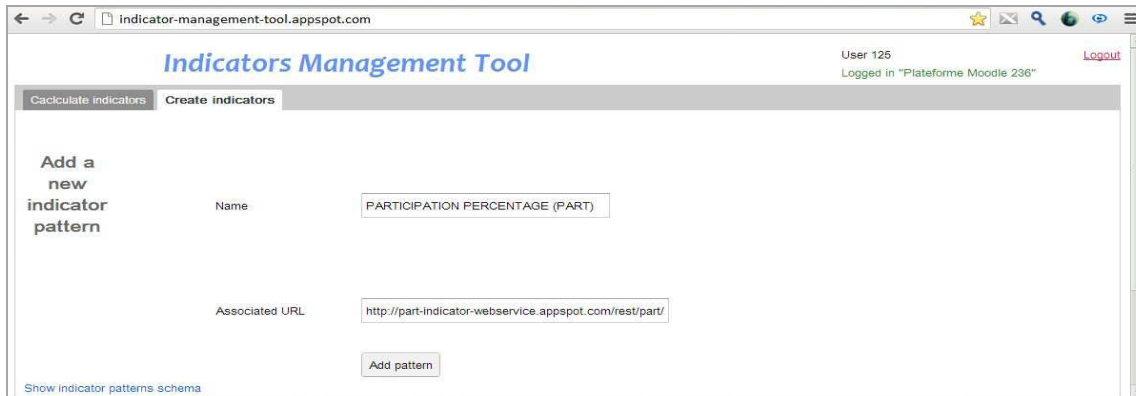 indicator-management-tool.appspot.com
Indicators Management Tool
User 125
Logout
Logged in "Plateforme Moodle 236"
Caclculate indicators
Create indicators
Add a
new
indicator
pattern
Name
PARTICIPATION PERCENTAGE (PART)
Associated URL
http://part-indicator-webservice.appspot.com/rest/part/
Add pattern
Show indicator patterns schema